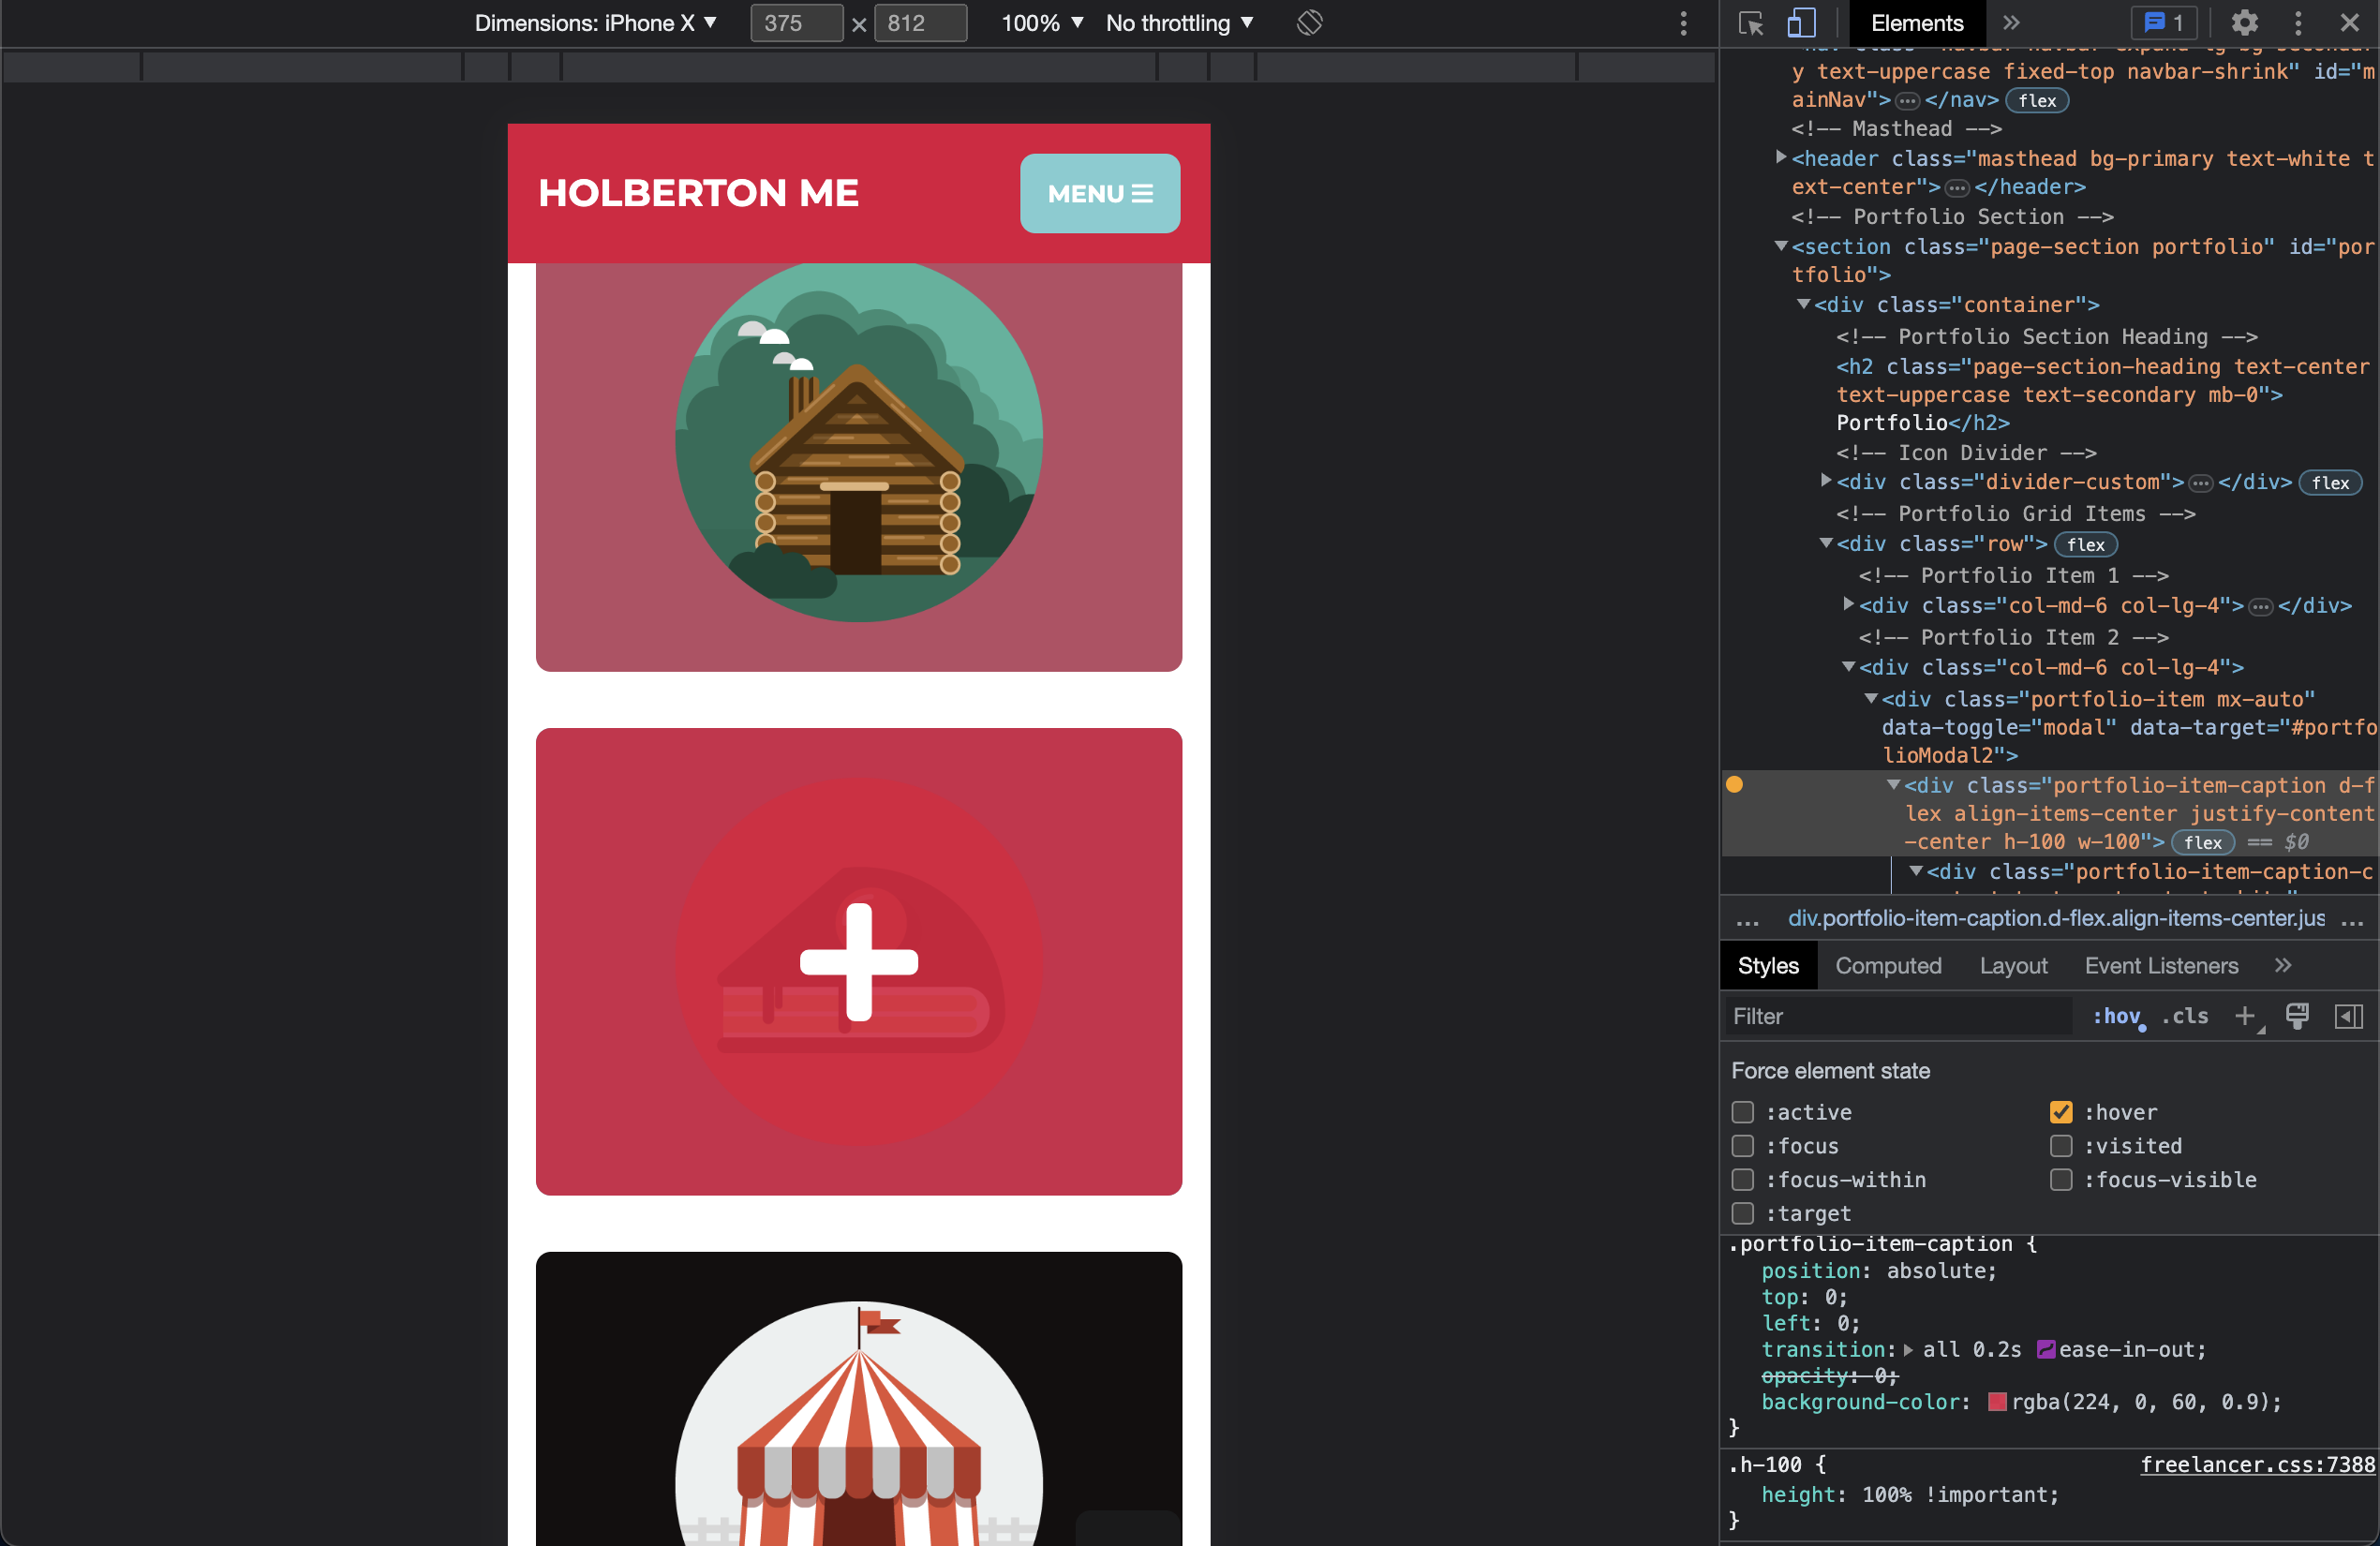 Dimensions: iPhone X ▼ 375 × 812 100% ▼ No throttling ▼
Elements » 1
y text-uppercase fixed-top navbar-shrink" id="m
ainNav">…</nav> flex
<!-- Masthead -->
<header class="masthead bg-primary text-white t
ext-center">…</header>
<!-- Portfolio Section -->
<section class="page-section portfolio" id="por
tfolio">
<div class="container">
<!-- Portfolio Section Heading -->
<h2 class="page-section-heading text-center
text-uppercase text-secondary mb-0">
Portfolio</h2>
<!-- Icon Divider -->
<div class="divider-custom">…</div> flex
<!-- Portfolio Grid Items -->
<div class="row"> flex
<!-- Portfolio Item 1 -->
<div class="col-md-6 col-lg-4">…</div>
<!-- Portfolio Item 2 -->
<div class="col-md-6 col-lg-4">
<div class="portfolio-item mx-auto"
data-toggle="modal" data-target="#portfo
lioModal2">
<div class="portfolio-item-caption d-f
lex align-items-center justify-content
-center h-100 w-100"> flex == $0
<div class="portfolio-item-caption-c
... div.portfolio-item-caption.d-flex.align-items-center.jus ...
Styles Computed Layout Event Listeners »
Filter :hov .cls +
Force element state
:active :hover
:focus :visited
:focus-within :focus-visible
:target
.portfolio-item-caption {
position: absolute;
top: 0;
left: 0;
transition: all 0.2s ease-in-out;
opacity: 0;
background-color: rgba(224, 0, 60, 0.9);
}
.h-100 { freelancer.css:7388
height: 100% !important;
}
HOLBERTON ME
MENU